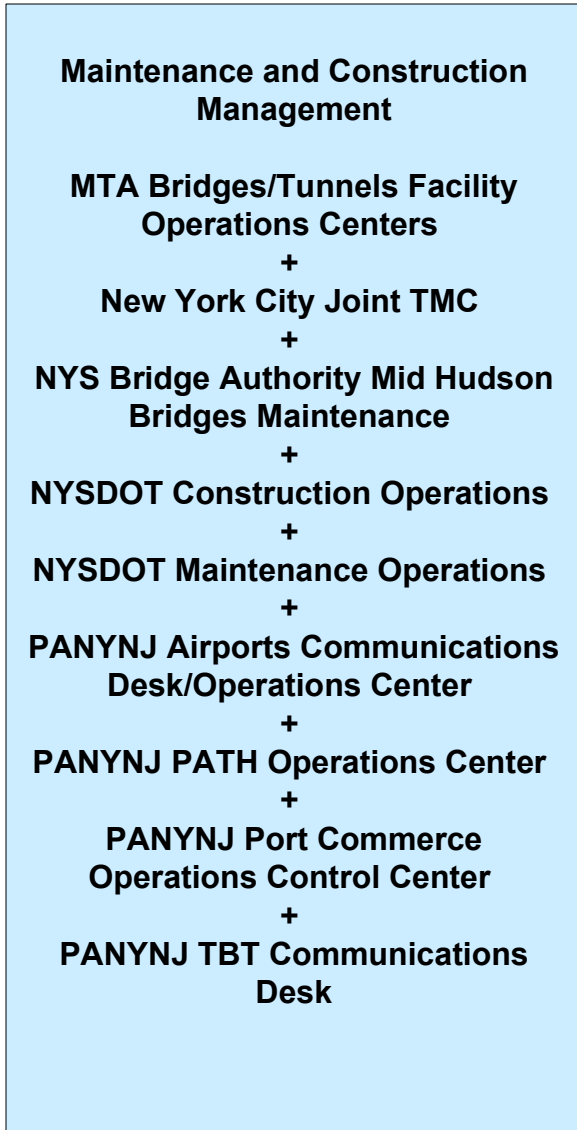 Maintenance and Construction
Management
MTA Bridges/Tunnels Facility
Operations Centers
+
New York City Joint TMC
+
NYS Bridge Authority Mid Hudson
Bridges Maintenance
+
NYSDOT Construction Operations
+
NYSDOT Maintenance Operations
+
PANYNJ Airports Communications
Desk/Operations Center
+
PANYNJ PATH Operations Center
+
PANYNJ Port Commerce
Operations Control Center
+
PANYNJ TBT Communications
Desk